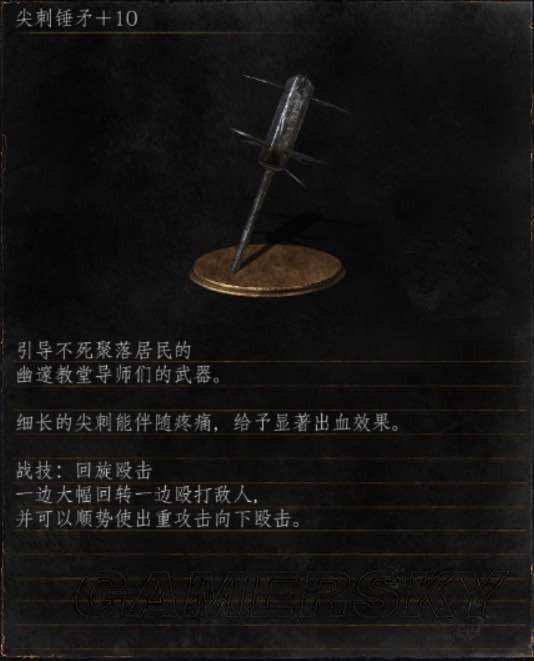 尖刺锤矛+10
引导不死聚落居民的
幽邃教堂导师们的武器。
细长的尖刺能伴随疼痛，给予显著出血效果。
战技：回旋殴击
一边大幅回转一边殴打敌人，
并可以顺势使出重攻击向下殴击。
GAMERSKY